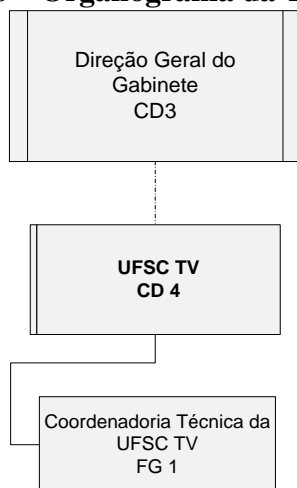 Organograma da
Direção Geral do
Gabinete
CD3
UFSC TV
CD 4
Coordenadoria Técnica da
UFSC TV
FG 1